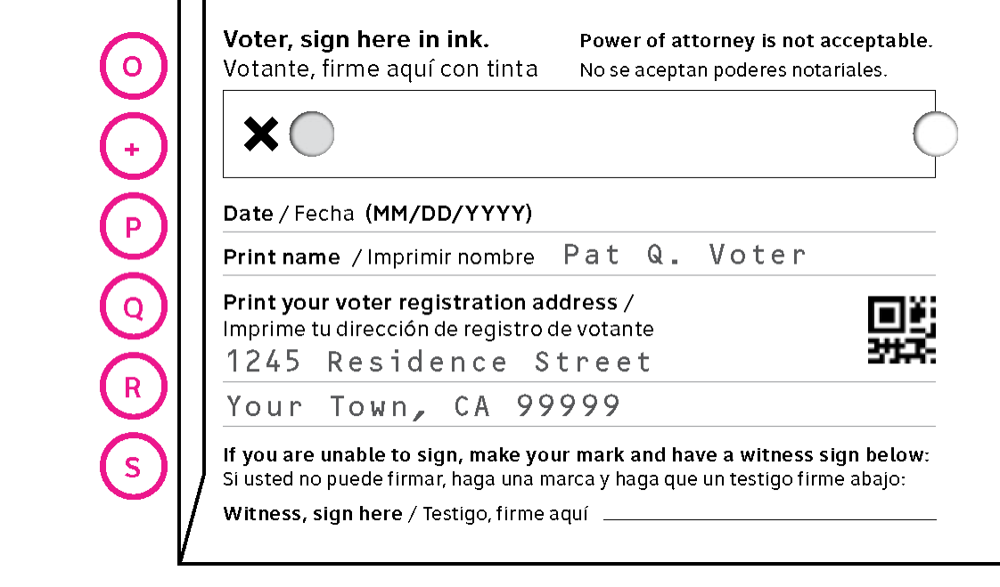 O
Voter, sign here in ink.
Power of attorney is not acceptable.
Votante, firme aquí con tinta
No se aceptan poderes notariales.
+
P
Date / Fecha (MM/DD/YYYY)
Print name / Imprimir nombre Pat Q. Voter
Q
Print your voter registration address /
Imprime tu dirección de registro de votante
1245 Residence Street
R
Your Town, CA 99999
S
If you are unable to sign, make your mark and have a witness sign below:
Si usted no puede firmar, haga una marca y haga que un testigo firme abajo:
Witness, sign here / Testigo, firme aquí